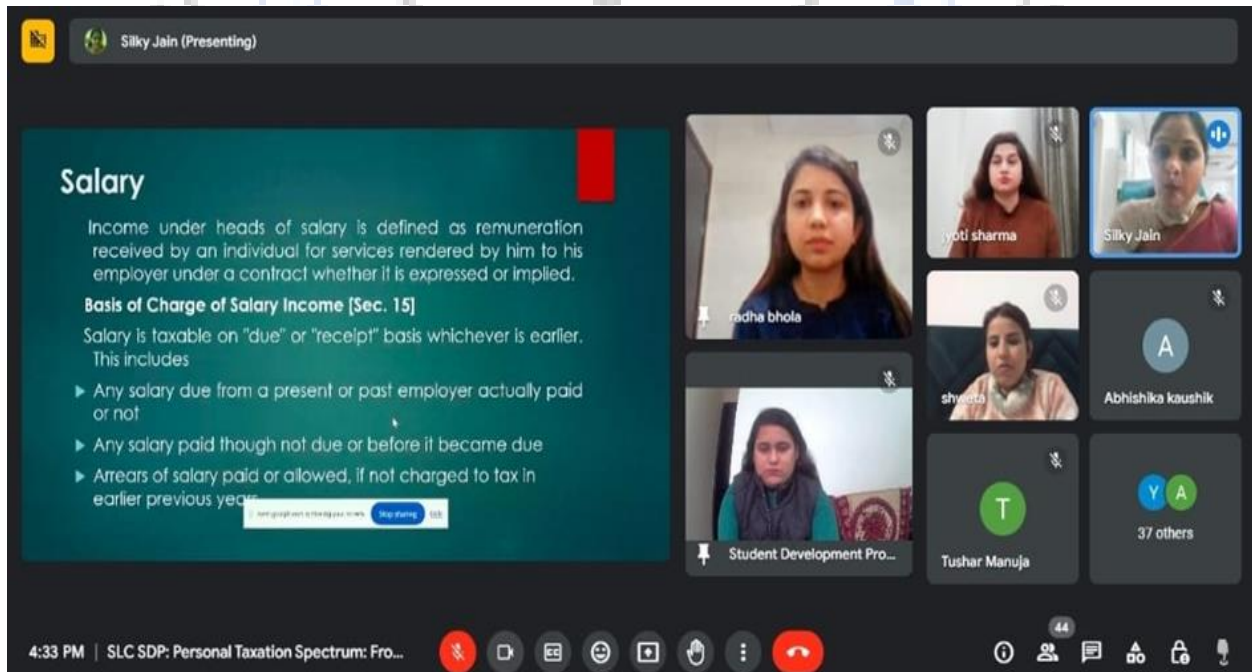 Silky Jain (Presenting)
Salary
Income under heads of salary is defined as remuneration
received by an individual for services rendered by him to his
employer under a contract whether it is expressed or implied.
Basis of Charge of Salary Income [Sec. 15]
Salary is taxable on "due" or "receipt" basis whichever is earlier.
This includes
Any salary due from a present or past employer actually paid
or not
Any salary paid though not due or before it became due
Arrears of salary paid or allowed, if not charged to tax in
earlier previous years
Stop sharing
Hide
radha bhola
jyoti sharma
Silky Jain
Student Development Pro...
shweta
A
Abhishika kaushik
T
Tushar Manuja
Y A
37 others
4:33 PM | SLC SDP: Personal Taxation Spectrum: Fro...
CC
44